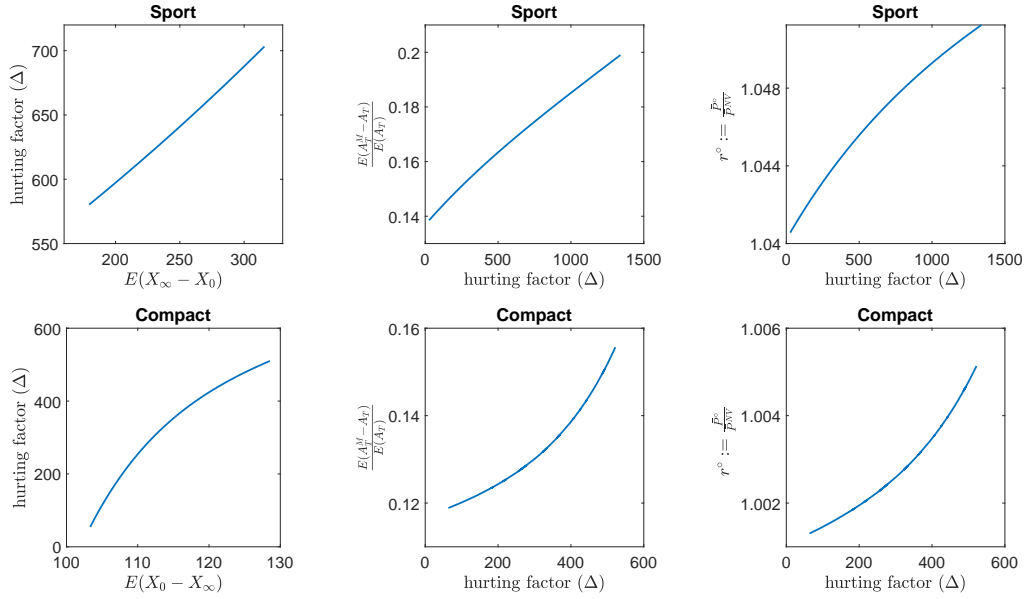 Sport
hurting factor (Δ)
700
650
600
550
200
250
300
E(X∞ − X0)
Sport
E(A_T^M − A_T) / E(A_T)
0.2
0.18
0.16
0.14
0
500
1000
1500
hurting factor (Δ)
Sport
r° := P̄° / P̄^NV
1.048
1.044
1.04
0
500
1000
1500
hurting factor (Δ)
Compact
hurting factor (Δ)
600
400
200
0
100
110
120
130
E(X0 − X∞)
Compact
E(A_T^M − A_T) / E(A_T)
0.16
0.14
0.12
0
200
400
600
hurting factor (Δ)
Compact
r° := P̄° / P̄^NV
1.006
1.004
1.002
0
200
400
600
hurting factor (Δ)